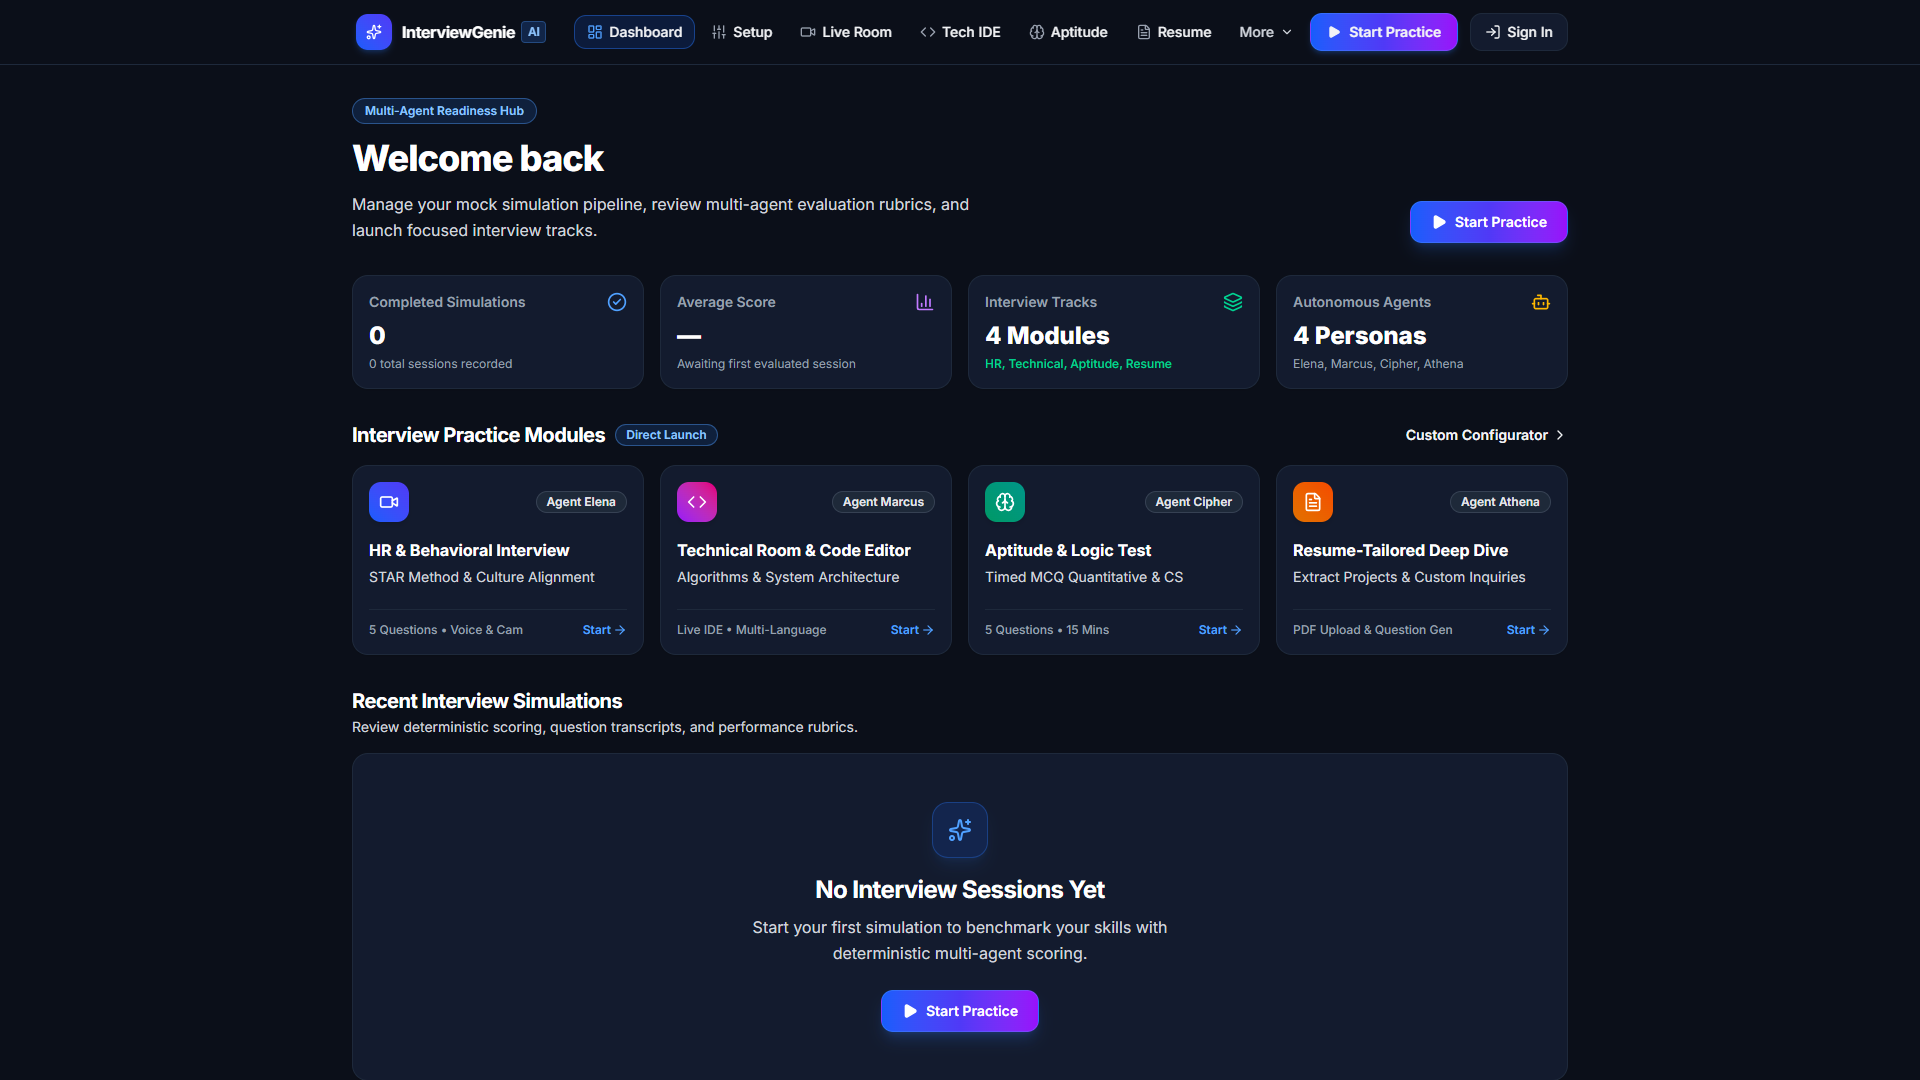 InterviewGenie AI
Dashboard
Setup
Live Room
Tech IDE
Aptitude
Resume
More
Start Practice
Sign In
Multi-Agent Readiness Hub
Welcome back
Manage your mock simulation pipeline, review multi-agent evaluation rubrics, and
launch focused interview tracks.
Start Practice
Completed Simulations
0
0 total sessions recorded
Average Score
—
Awaiting first evaluated session
Interview Tracks
4 Modules
HR, Technical, Aptitude, Resume
Autonomous Agents
4 Personas
Elena, Marcus, Cipher, Athena
Interview Practice Modules
Direct Launch
Custom Configurator
Agent Elena
HR & Behavioral Interview
STAR Method & Culture Alignment
5 Questions • Voice & Cam
Start
Agent Marcus
Technical Room & Code Editor
Algorithms & System Architecture
Live IDE • Multi-Language
Start
Agent Cipher
Aptitude & Logic Test
Timed MCQ Quantitative & CS
5 Questions • 15 Mins
Start
Agent Athena
Resume-Tailored Deep Dive
Extract Projects & Custom Inquiries
PDF Upload & Question Gen
Start
Recent Interview Simulations
Review deterministic scoring, question transcripts, and performance rubrics.
No Interview Sessions Yet
Start your first simulation to benchmark your skills with
deterministic multi-agent scoring.
Start Practice